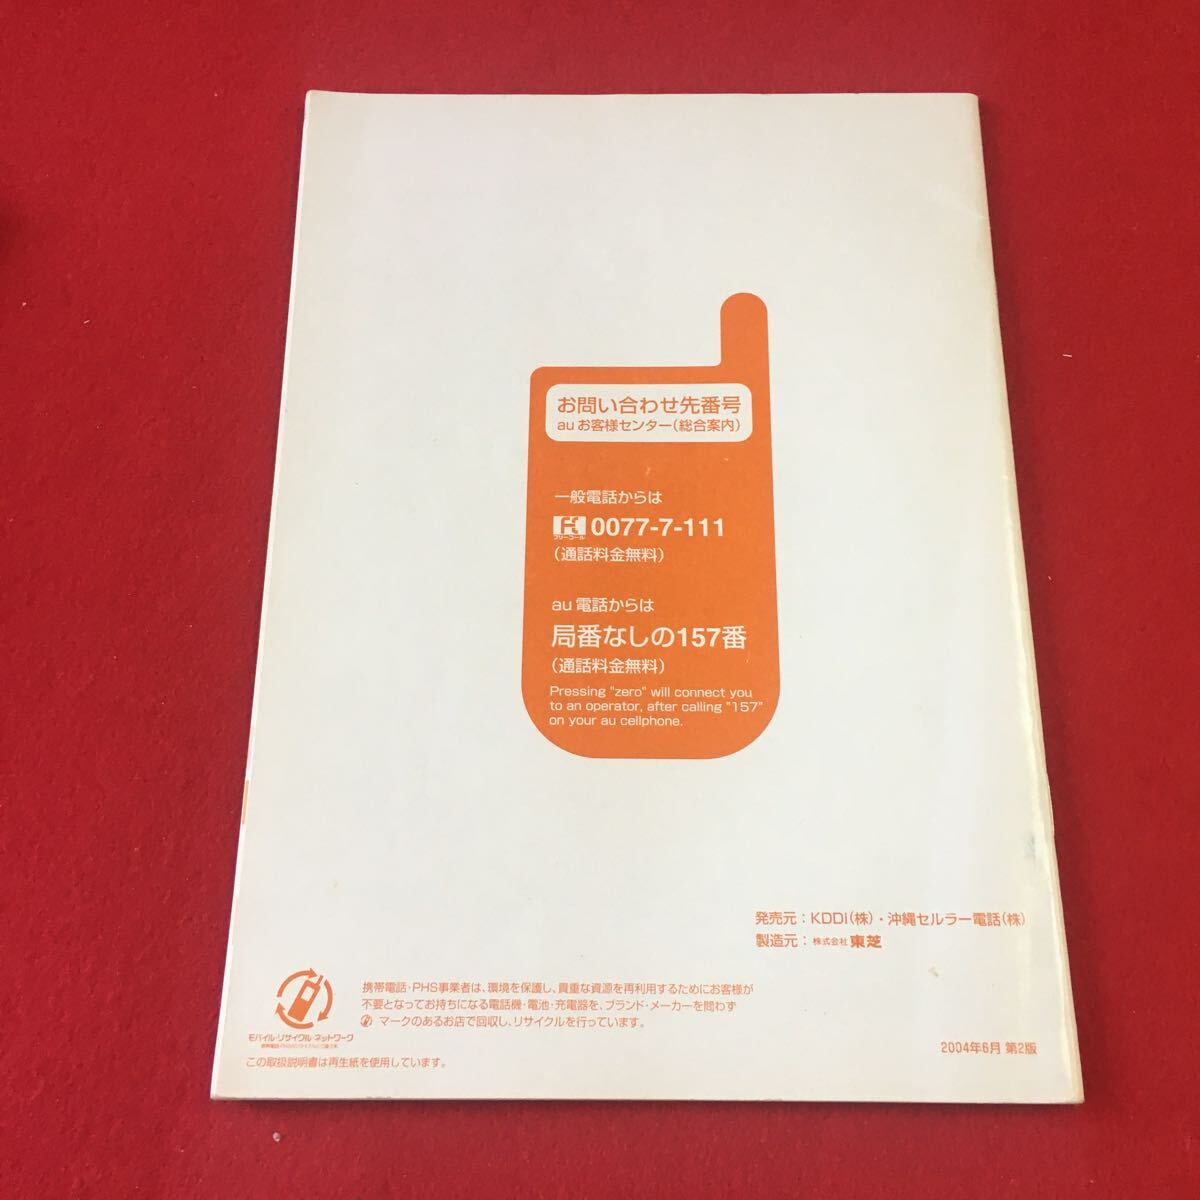 お問い合わせ先番号
au お客様センター(総合案内)
一般電話からは
フリーコール 0077-7-111
(通話料金無料)
au 電話からは
局番なしの157番
(通話料金無料)
Pressing "zero" will connect you
to an operator, after calling "157"
on your au cellphone.
発売元:KDDI(株)・沖縄セルラー電話(株)
製造元:株式会社 東芝
携帯電話・PHS事業者は、環境を保護し、貴重な資源を再利用するためにお客様が
不要となってお持ちになる電話機・電池・充電器を、ブランド・メーカーを問わず
マークのあるお店で回収し、リサイクルを行っています。
モバイル・リサイクル・ネットワーク
この取扱説明書は再生紙を使用しています。
2004年6月 第2版